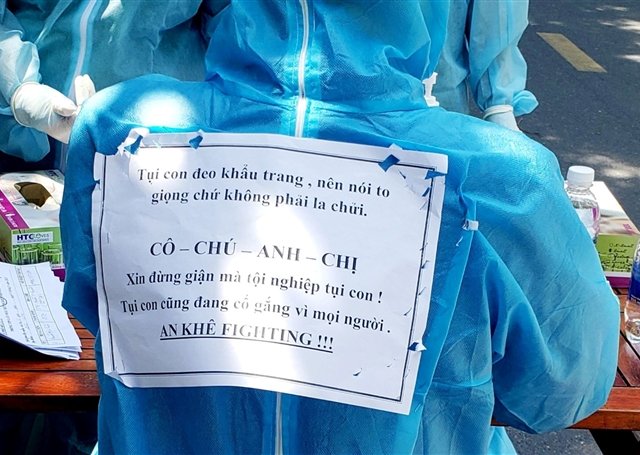 Tụi con đeo khẩu trang , nên nói to
giọng chứ không phải la chửi.
CÔ – CHÚ – ANH – CHỊ
Xin đừng giận mà tội nghiệp tụi con !
Tụi con cũng đang cố gắng vì mọi người .
AN KHÊ FIGHTING !!!
HTC